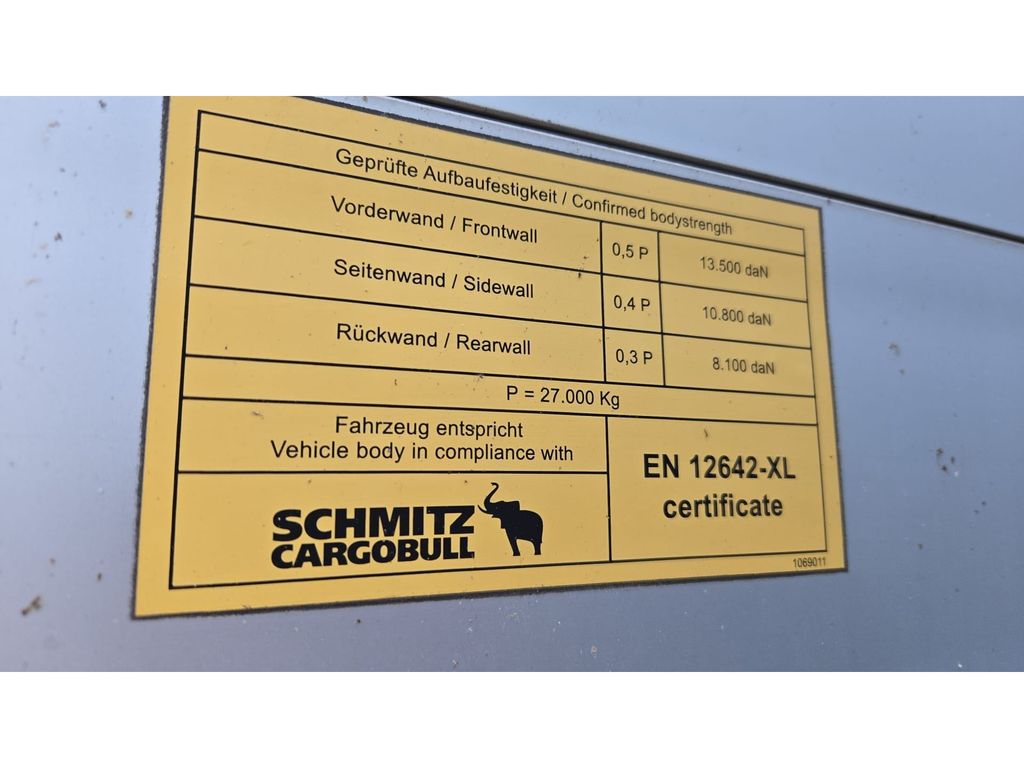 Geprüfte Aufbaufestigkeit / Confirmed bodystrength
Vorderwand / Frontwall 0,5 P 13.500 daN
Seitenwand / Sidewall 0,4 P 10.800 daN
Rückwand / Rearwall 0,3 P 8.100 daN
P = 27.000 Kg
Fahrzeug entspricht
Vehicle body in compliance with
EN 12642-XL
certificate
SCHMITZ
CARGOBULL
1069011